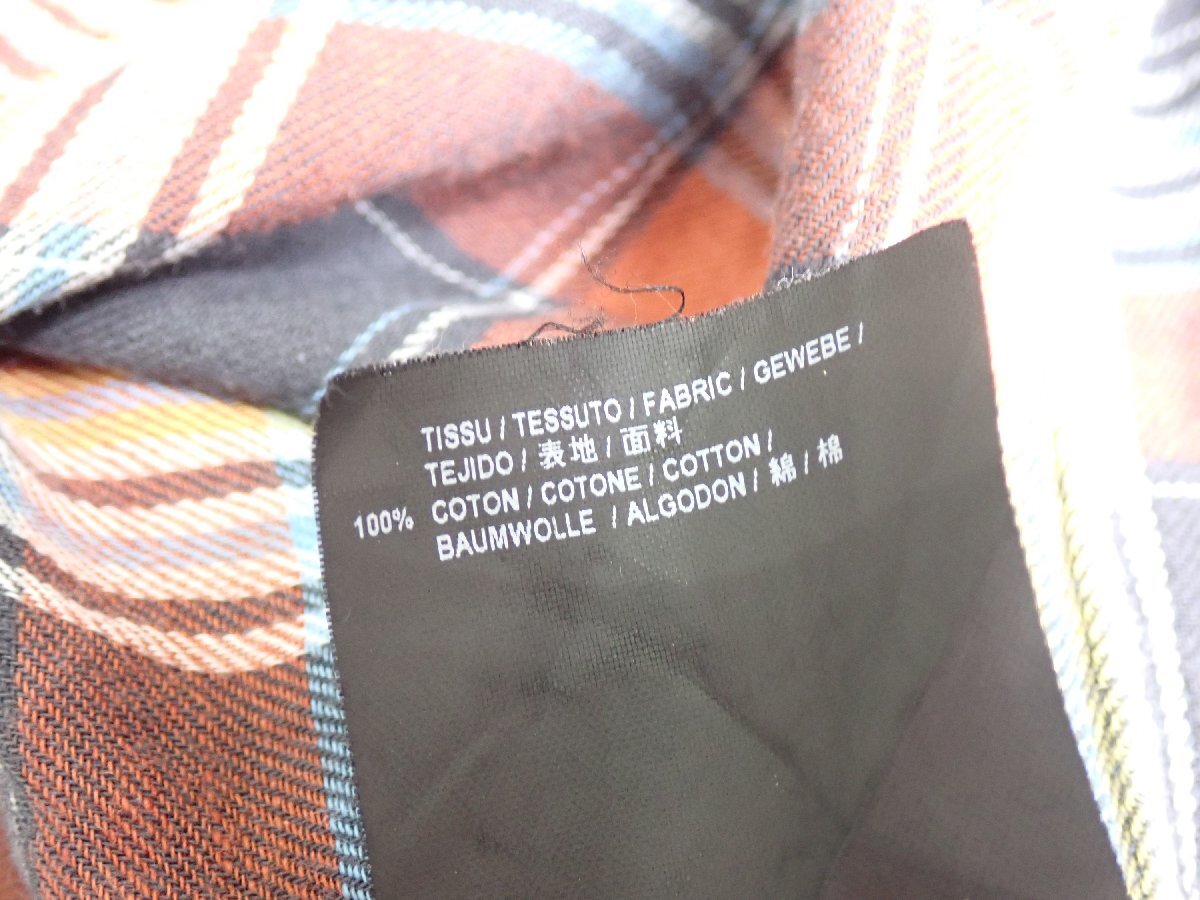 TISSU / TESSUTO / FABRIC / GEWEBE /
TEJIDO / 表地 / 面料
100% COTON / COTONE / COTTON /
BAUMWOLLE / ALGODON / 綿 / 棉